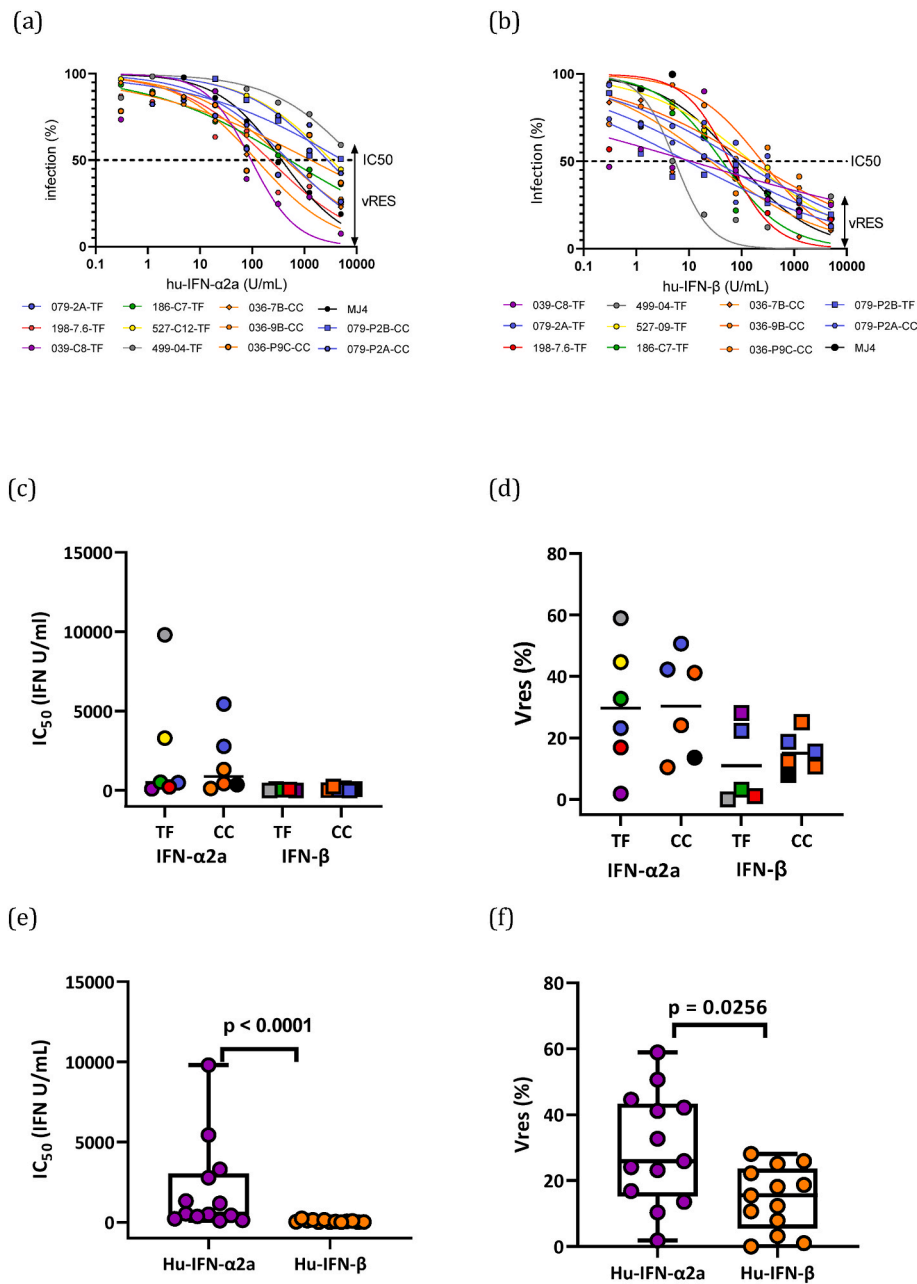 (a)
100
50
0
infection (%)
IC50
vRES
0.1 1 10 100 1000 10000
hu-IFN-α2a (U/mL)
079-2A-TF 186-C7-TF 036-7B-CC MJ4
198-7.6-TF 527-C12-TF 036-9B-CC 079-P2B-CC
039-C8-TF 499-04-TF 036-P9C-CC 079-P2A-CC
(b)
100
50
0
Infection (%)
IC50
vRES
0.1 1 10 100 1000 10000
hu-IFN-β (U/mL)
039-C8-TF 499-04-TF 036-7B-CC 079-P2B-TF
079-2A-TF 527-09-TF 036-9B-CC 079-P2A-CC
198-7.6-TF 186-C7-TF 036-P9C-CC MJ4
(c)
15000
10000
5000
0
IC50 (IFN U/ml)
TF CC TF CC
IFN-α2a IFN-β
(d)
80
60
40
20
0
Vres (%)
TF CC TF CC
IFN-α2a IFN-β
(e)
15000
10000
5000
0
IC50 (IFN U/mL)
p < 0.0001
Hu-IFN-α2a Hu-IFN-β
(f)
80
60
40
20
0
Vres (%)
p = 0.0256
Hu-IFN-α2a Hu-IFN-β